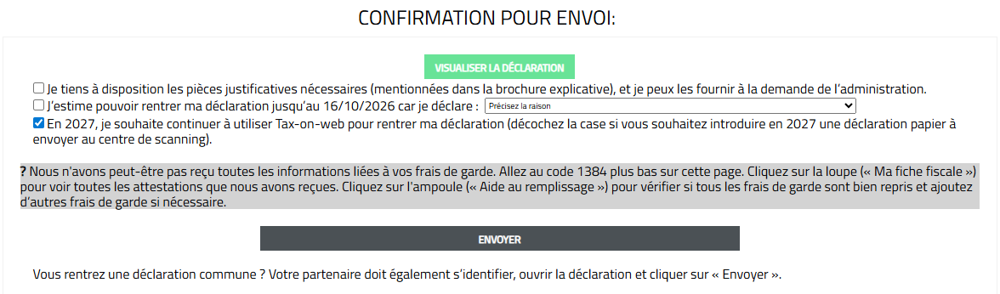 CONFIRMATION POUR ENVOI:
VISUALISER LA DÉCLARATION
Je tiens à disposition les pièces justificatives nécessaires (mentionnées dans la brochure explicative), et je peux les fournir à la demande de l'administration.
J'estime pouvoir rentrer ma déclaration jusqu'au 16/10/2026 car je déclare : Précisez la raison
En 2027, je souhaite continuer à utiliser Tax-on-web pour rentrer ma déclaration (décochez la case si vous souhaitez introduire en 2027 une déclaration papier à
envoyer au centre de scanning).
? Nous n'avons peut-être pas reçu toutes les informations liées à vos frais de garde. Allez au code 1384 plus bas sur cette page. Cliquez sur la loupe (« Ma fiche fiscale »)
pour voir toutes les attestations que nous avons reçues. Cliquez sur l'ampoule (« Aide au remplissage ») pour vérifier si tous les frais de garde sont bien repris et ajoutez
d'autres frais de garde si nécessaire.
ENVOYER
Vous rentrez une déclaration commune ? Votre partenaire doit également s'identifier, ouvrir la déclaration et cliquer sur « Envoyer ».